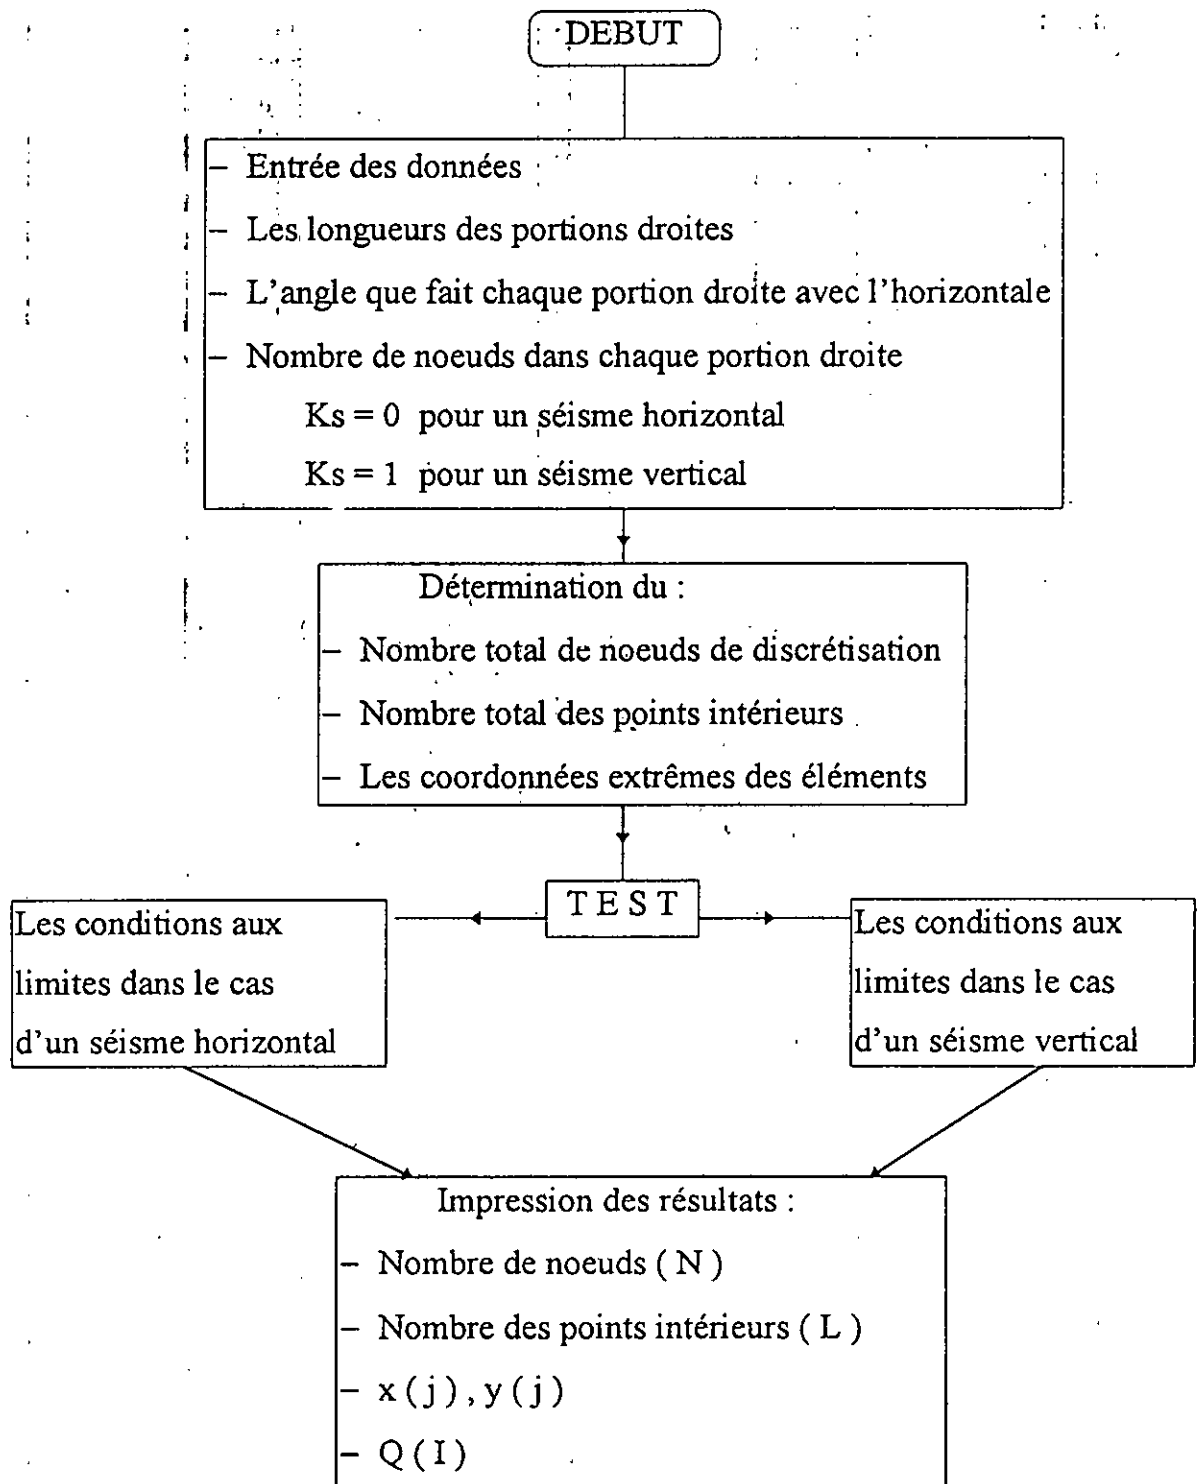 DEBUT
– Entrée des données
– Les longueurs des portions droites
– L'angle que fait chaque portion droite avec l'horizontale
– Nombre de noeuds dans chaque portion droite
Ks = 0 pour un séisme horizontal
Ks = 1 pour un séisme vertical
Détermination du :
– Nombre total de noeuds de discrétisation
– Nombre total des points intérieurs
– Les coordonnées extrêmes des éléments
T E S T
Les conditions aux
limites dans le cas
d'un séisme horizontal
Les conditions aux
limites dans le cas
d'un séisme vertical
Impression des résultats :
– Nombre de noeuds ( N )
– Nombre des points intérieurs ( L )
– x ( j ) , y ( j )
– Q ( I )